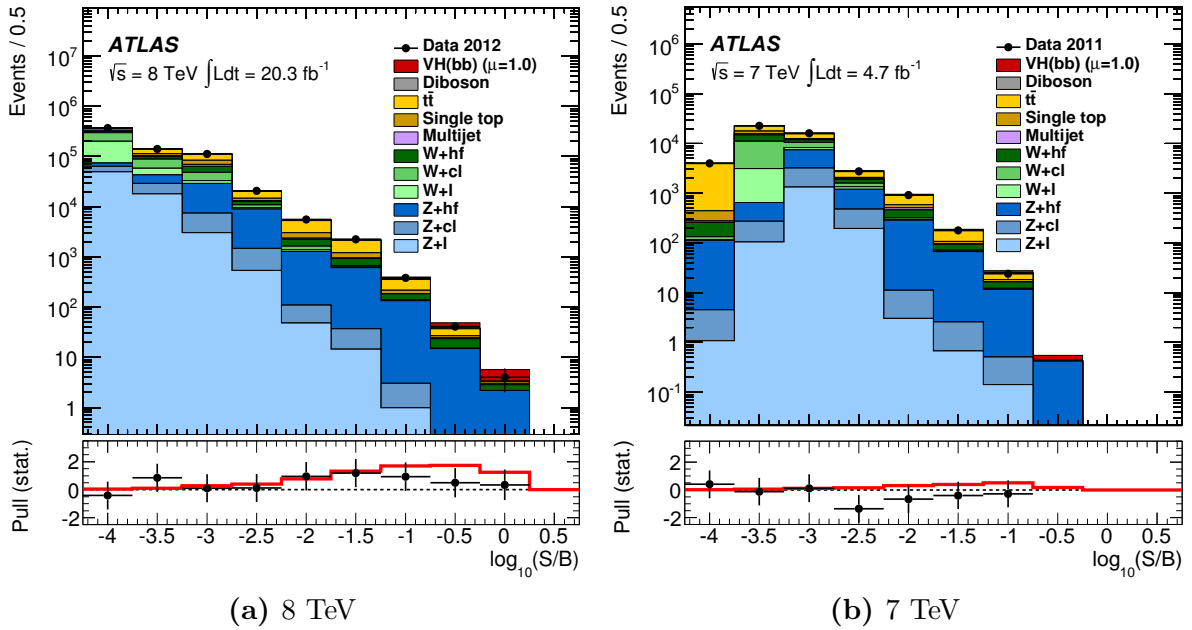 Events / 0.5
10⁷
10⁶
10⁵
10⁴
10³
10²
10
1
ATLAS
√s = 8 TeV ∫Ldt = 20.3 fb⁻¹
Data 2012
VH(bb) (μ=1.0)
Diboson
tt̄
Single top
Multijet
W+hf
W+cl
W+l
Z+hf
Z+cl
Z+l
Pull (stat.)
2
0
-2
-4 -3.5 -3 -2.5 -2 -1.5 -1 -0.5 0 0.5
log₁₀(S/B)
(a) 8 TeV
Events / 0.5
10⁶
10⁵
10⁴
10³
10²
10
1
10⁻¹
ATLAS
√s = 7 TeV ∫Ldt = 4.7 fb⁻¹
Data 2011
VH(bb) (μ=1.0)
Diboson
tt̄
Single top
Multijet
W+hf
W+cl
W+l
Z+hf
Z+cl
Z+l
Pull (stat.)
2
0
-2
-4 -3.5 -3 -2.5 -2 -1.5 -1 -0.5 0 0.5
log₁₀(S/B)
(b) 7 TeV